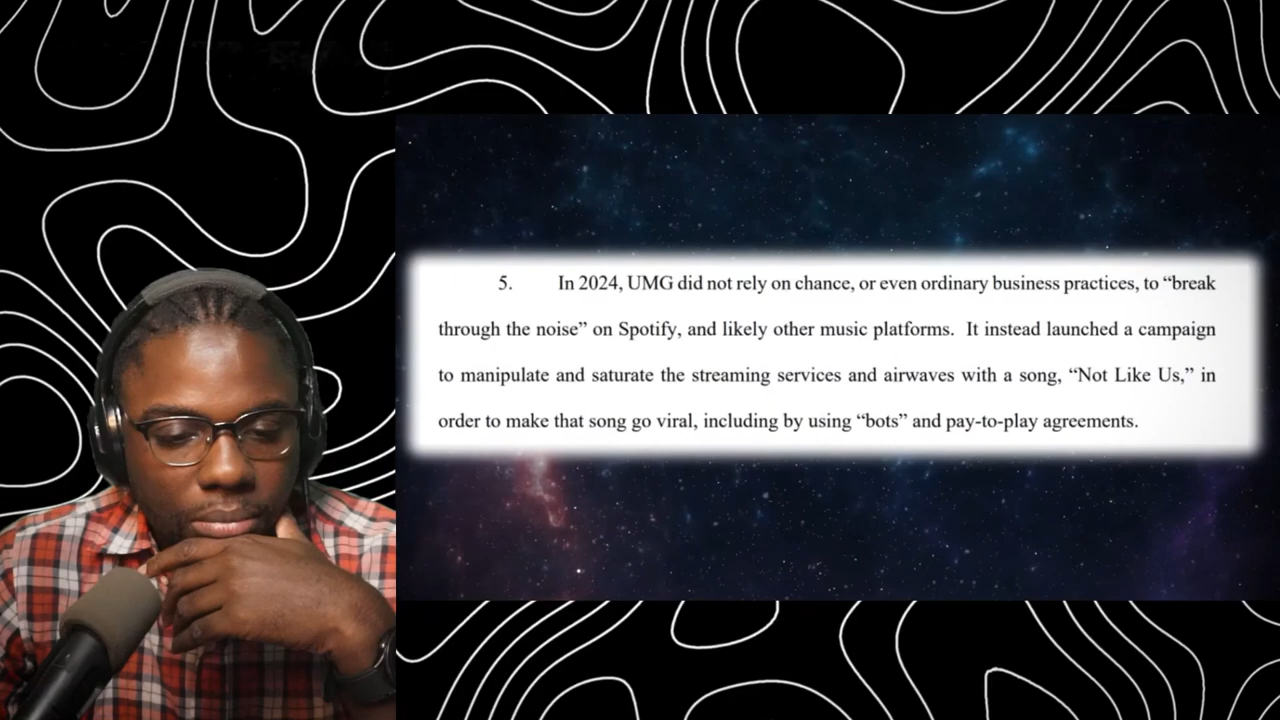 5. In 2024, UMG did not rely on chance, or even ordinary business practices, to “break
through the noise” on Spotify, and likely other music platforms. It instead launched a campaign
to manipulate and saturate the streaming services and airwaves with a song, “Not Like Us,” in
order to make that song go viral, including by using “bots” and pay-to-play agreements.